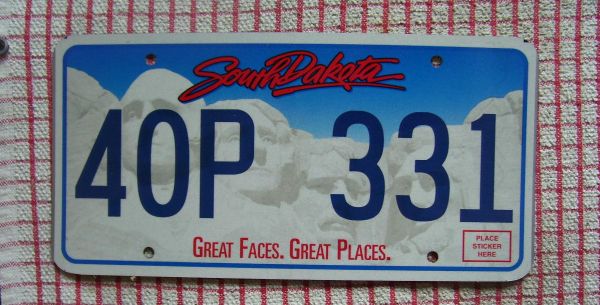 South Dakota
40P 331
GREAT FACES. GREAT PLACES.
PLACE
STICKER
HERE